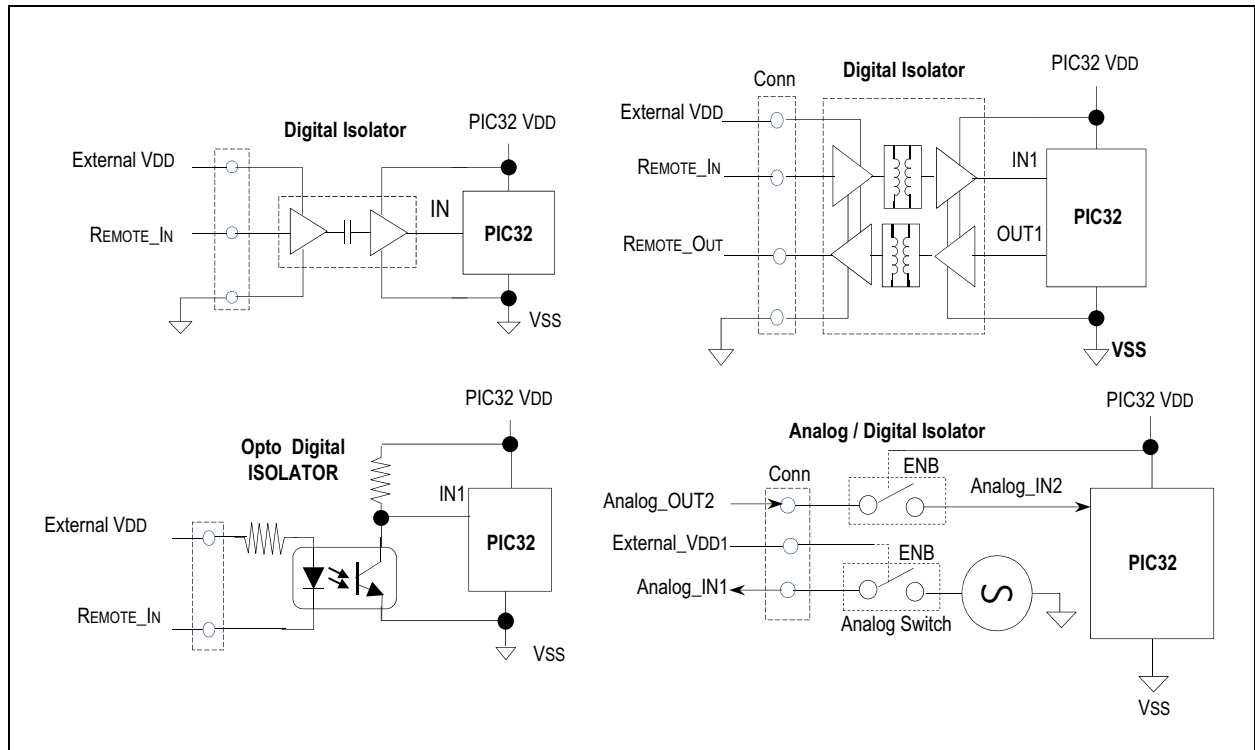 Digital Isolator
PIC32 VDD
External VDD
REMOTE_IN
IN
PIC32
VSS
Conn
Digital Isolator
PIC32 VDD
External VDD
REMOTE_IN
IN1
PIC32
REMOTE_OUT
OUT1
VSS
Opto Digital
ISOLATOR
PIC32 VDD
IN1
External VDD
PIC32
REMOTE_IN
VSS
Analog / Digital Isolator
PIC32 VDD
Conn
ENB
Analog_OUT2
Analog_IN2
External_VDD1
ENB
PIC32
Analog_IN1
S
Analog Switch
VSS